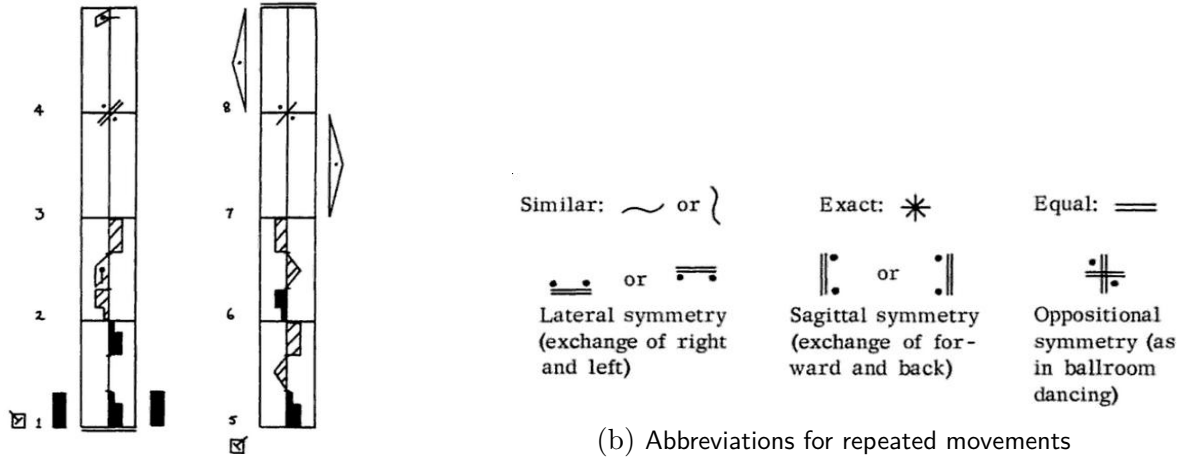 4
3
2
1
8
7
6
5
Similar: or
Exact:
Equal:
or
Lateral symmetry
(exchange of right
and left)
or
Sagittal symmetry
(exchange of for-
ward and back)
Oppositional
symmetry (as
in ballroom
dancing)
(b) Abbreviations for repeated movements